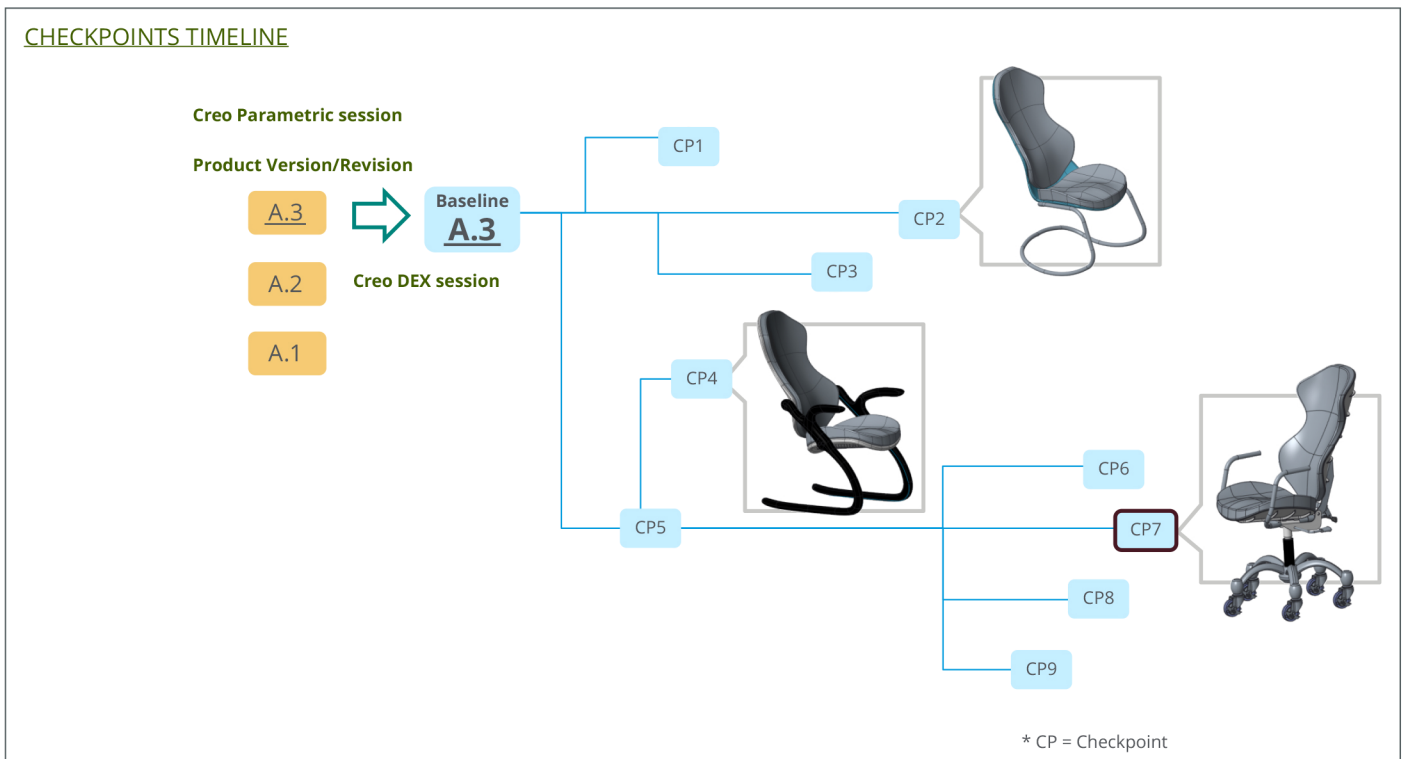 CHECKPOINTS TIMELINE
Creo Parametric session
Product Version/Revision
A.3
A.2
A.1
Creo DEX session
Baseline
A.3
CP1
CP2
CP3
CP4
CP5
CP6
CP7
CP8
CP9
* CP = Checkpoint